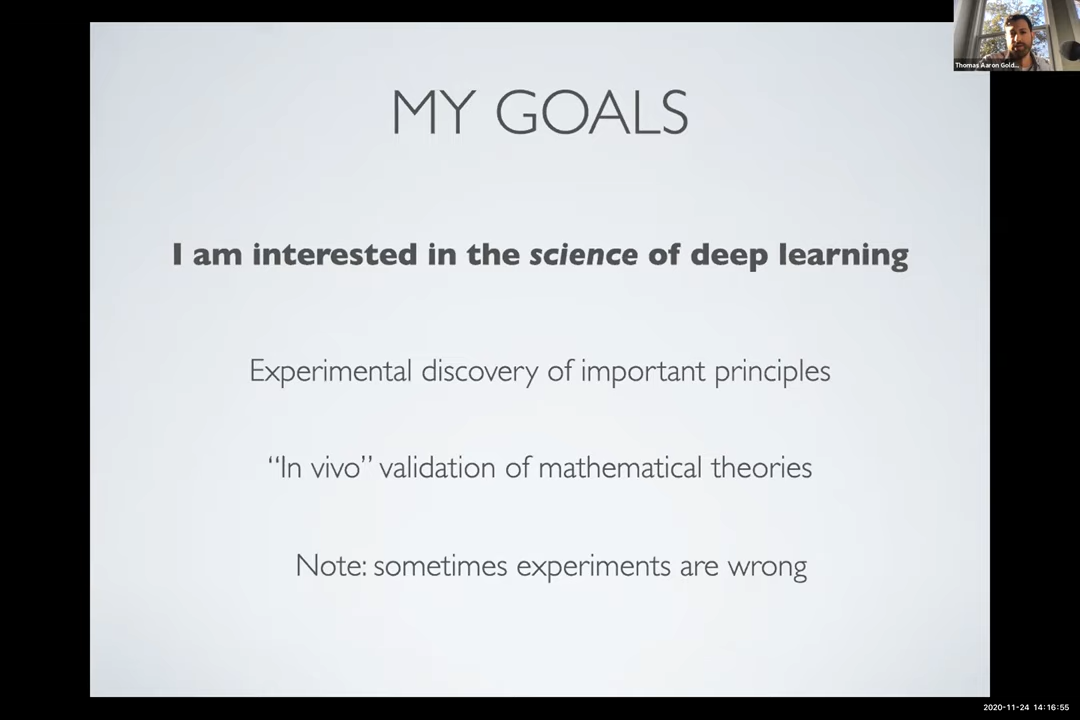 Thomas Aaron Gold...
MY GOALS
I am interested in the science of deep learning
Experimental discovery of important principles
“In vivo” validation of mathematical theories
Note: sometimes experiments are wrong
2020-11-24 14:16:55